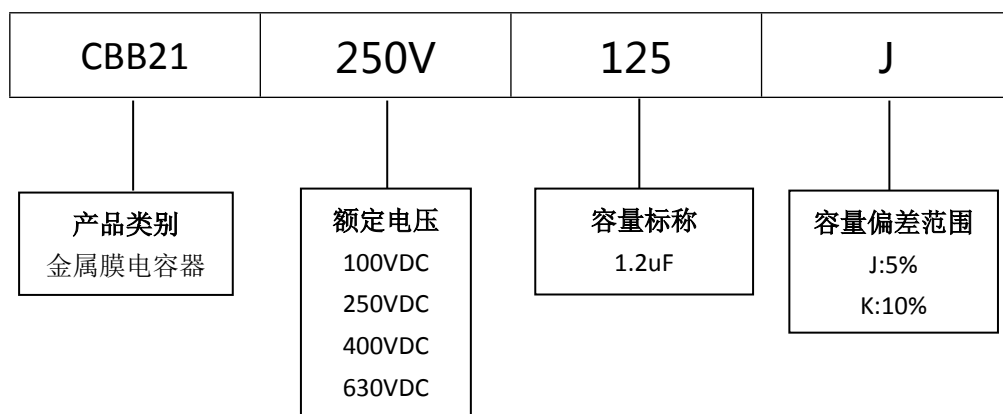 CBB21 250V 125 J
产品类别
金属膜电容器
额定电压
100VDC
250VDC
400VDC
630VDC
容量标称
1.2uF
容量偏差范围
J:5%
K:10%